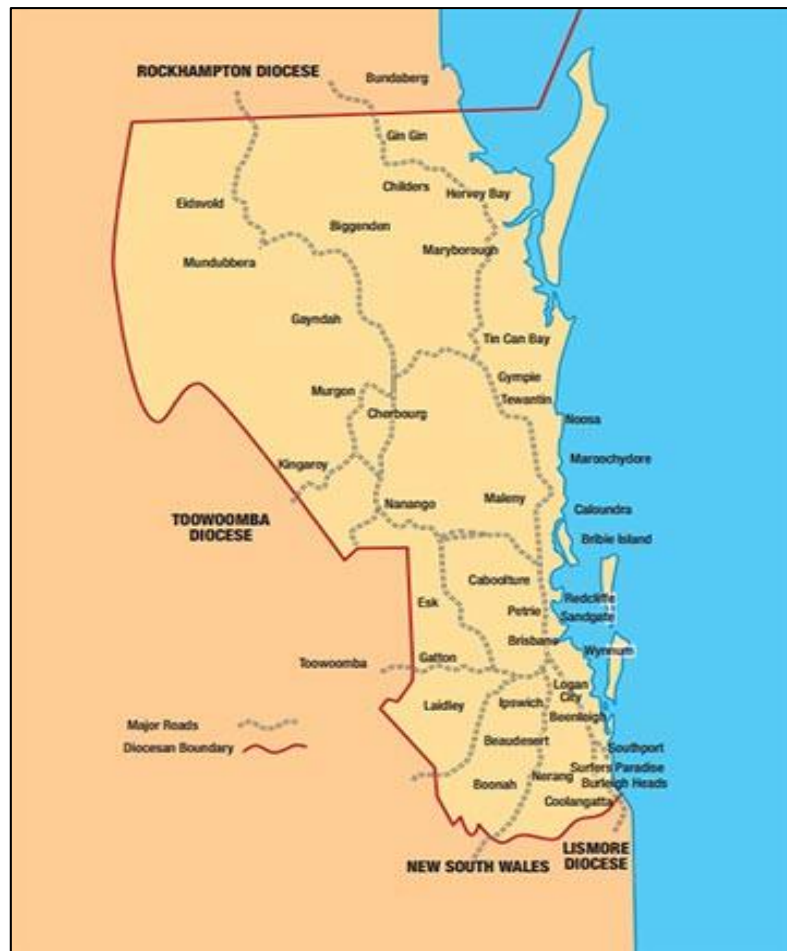 ROCKHAMPTON DIOCESE
Bundaberg
Gin Gin
Childers
Hervey Bay
Eidsvold
Biggenden
Maryborough
Mundubbera
Gayndah
Tin Can Bay
Gympie
Murgon
Tewantin
Cherbourg
Noosa
Maroochydore
Kingaroy
Nanango
Maleny
Caloundra
TOOWOOMBA
DIOCESE
Bribie Island
Caboolture
Esk
Redcliffe
Petrie
Sandgate
Brisbane
Wynnum
Toowoomba
Gatton
Logan
City
Laidley
Ipswich
Beenleigh
Major Roads
Diocesan Boundary
Beaudesert
Southport
Surfers Paradise
Boonah
Nerang
Burleigh Heads
Coolangatta
NEW SOUTH WALES
LISMORE
DIOCESE